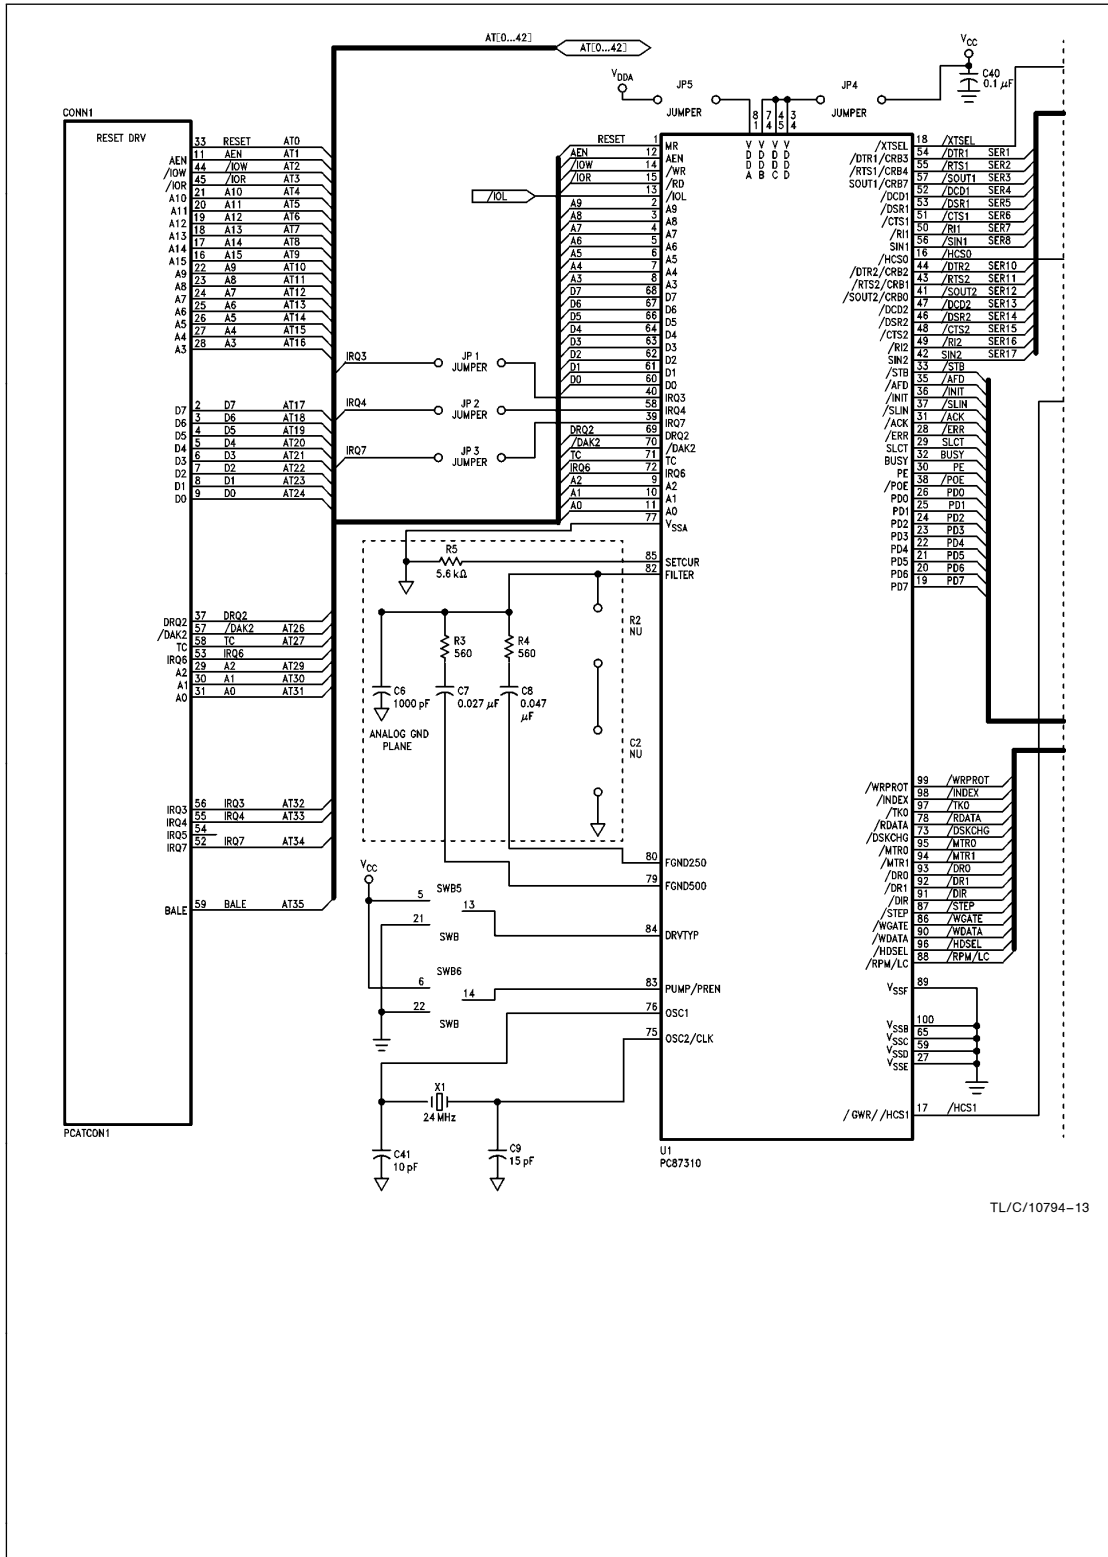 AT[0...42]
AT[0...42]
VCC
C40
0.1 µF
VDDA
JP5
JUMPER
JP4
JUMPER
CONN1
RESET DRV
33 RESET AT0
AEN 11 AEN AT1
/IOW 44 /IOW AT2
/IOR 45 /IOR AT3
A10 21 A10 AT4
A11 20 A11 AT5
A12 19 A12 AT6
A13 18 A13 AT7
A14 17 A14 AT8
A15 16 A15 AT9
A9 22 A9 AT10
A8 23 A8 AT11
A7 24 A7 AT12
A6 25 A6 AT13
A5 26 A5 AT14
A4 27 A4 AT15
A3 28 A3 AT16
D7 2 D7 AT17
D6 3 D6 AT18
D5 4 D5 AT19
D4 5 D4 AT20
D3 6 D3 AT21
D2 7 D2 AT22
D1 8 D1 AT23
D0 9 D0 AT24
DRQ2 37 DRQ2
/DAK2 57 /DAK2 AT26
TC 58 TC AT27
IRQ6 53 IRQ6
A2 29 A2 AT29
A1 30 A1 AT30
A0 31 A0 AT31
IRQ3 56 IRQ3 AT32
IRQ4 55 IRQ4 AT33
IRQ5 54
IRQ7 52 IRQ7 AT34
BALE 59 BALE AT35
PCATCON1
IRQ3
JP 1
JUMPER
IRQ4
JP 2
JUMPER
IRQ7
JP 3
JUMPER
/IOL
81 74 45 34
VDDA VDDB VDDC VDDD
RESET 1 MR
AEN 12 AEN
/IOW 14 /WR
/IOR 15 /RD
13 /IOL
A9 2 A9
A8 3 A8
A7 4 A7
A6 5 A6
A5 6 A5
A4 7 A4
A3 8 A3
D7 68 D7
D6 67 D6
D5 66 D5
D4 64 D4
D3 63 D3
D2 62 D2
D1 61 D1
D0 60 D0
40 IRQ3
58 IRQ4
39 IRQ7
DRQ2 69 DRQ2
/DAK2 70 /DAK2
TC 71 TC
IRQ6 72 IRQ6
A2 9 A2
A1 10 A1
A0 11 A0
77 VSSA
R5
5.6 kΩ
85 SETCUR
82 FILTER
R2
NU
R3
560
R4
560
C6
1000 pF
C7
0.027 µF
C8
0.047
µF
ANALOG GND
PLANE
C2
NU
80 FGND250
79 FGND500
VCC
SWB5
5
13
21
SWB
84 DRVTYP
SWB6
6
14
22
SWB
83 PUMP/PREN
76 OSC1
75 OSC2/CLK
X1
24 MHz
C41
10 pF
C9
15 pF
/XTSEL 18 /XTSEL
/DTR1/CRB3 54 /DTR1 SER1
/RTS1/CRB4 55 /RTS1 SER2
SOUT1/CRB7 57 /SOUT1 SER3
/DCD1 52 /DCD1 SER4
/DSR1 53 /DSR1 SER5
/CTS1 51 /CTS1 SER6
/RI1 50 /RI1 SER7
SIN1 56 /SIN1 SER8
/HCS0 16 /HCS0
/DTR2/CRB2 44 /DTR2 SER10
/RTS2/CRB1 43 /RTS2 SER11
/SOUT2/CRB0 41 /SOUT2 SER12
/DCD2 47 /DCD2 SER13
/DSR2 46 /DSR2 SER14
/CTS2 48 /CTS2 SER15
/RI2 49 /RI2 SER16
SIN2 42 SIN2 SER17
/STB 33 /STB
/AFD 35 /AFD
/INIT 36 /INIT
/SLIN 37 /SLIN
/ACK 31 /ACK
/ERR 28 /ERR
SLCT 29 SLCT
BUSY 32 BUSY
PE 30 PE
/POE 38 /POE
PD0 26 PD0
PD1 25 PD1
PD2 24 PD2
PD3 23 PD3
PD4 22 PD4
PD5 21 PD5
PD6 20 PD6
PD7 19 PD7
/WRPROT 99 /WRPROT
/INDEX 98 /INDEX
/TK0 97 /TK0
/RDATA 78 /RDATA
/DSKCHG 73 /DSKCHG
/MTR0 95 /MTR0
/MTR1 94 /MTR1
/DR0 93 /DR0
/DR1 92 /DR1
/DIR 91 /DIR
/STEP 87 /STEP
/WGATE 86 /WGATE
/WDATA 90 /WDATA
/HDSEL 96 /HDSEL
/RPM/LC 88 /RPM/LC
VSSF 89
VSSB 100
VSSC 65
VSSD 59
VSSE 27
/GWR//HCS1 17 /HCS1
U1
PC87310
TL/C/10794–13